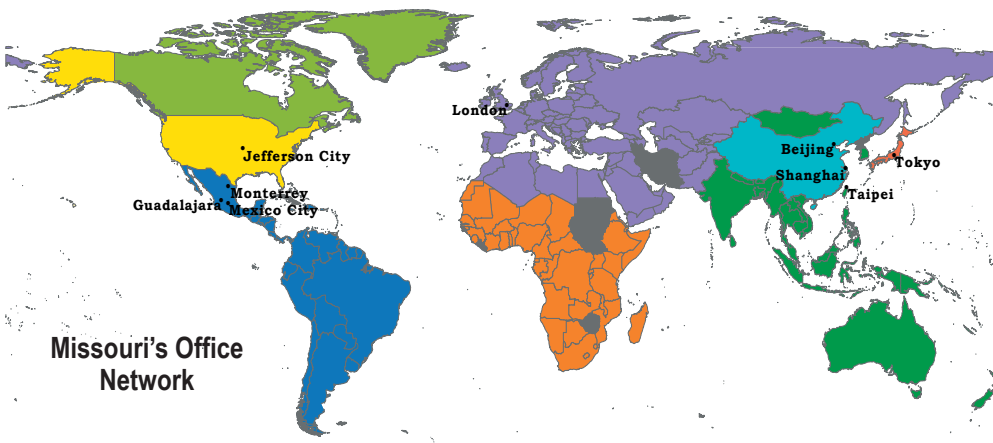 London
Beijing
Tokyo
Jefferson City
Shanghai
Monterrey
Taipei
Guadalajara
Mexico City
Missouri's Office
Network